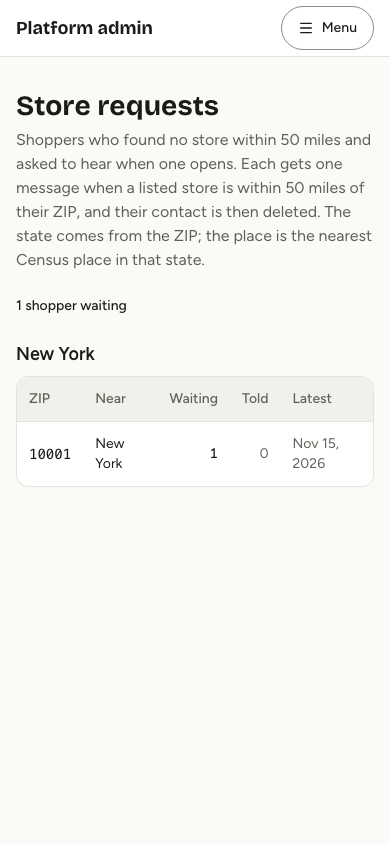 Platform admin
Menu
Store requests
Shoppers who found no store within 50 miles and
asked to hear when one opens. Each gets one
message when a listed store is within 50 miles of
their ZIP, and their contact is then deleted. The
state comes from the ZIP; the place is the nearest
Census place in that state.
1 shopper waiting
New York
ZIP Near Waiting Told Latest
10001 New York 1 0 Nov 15, 2026